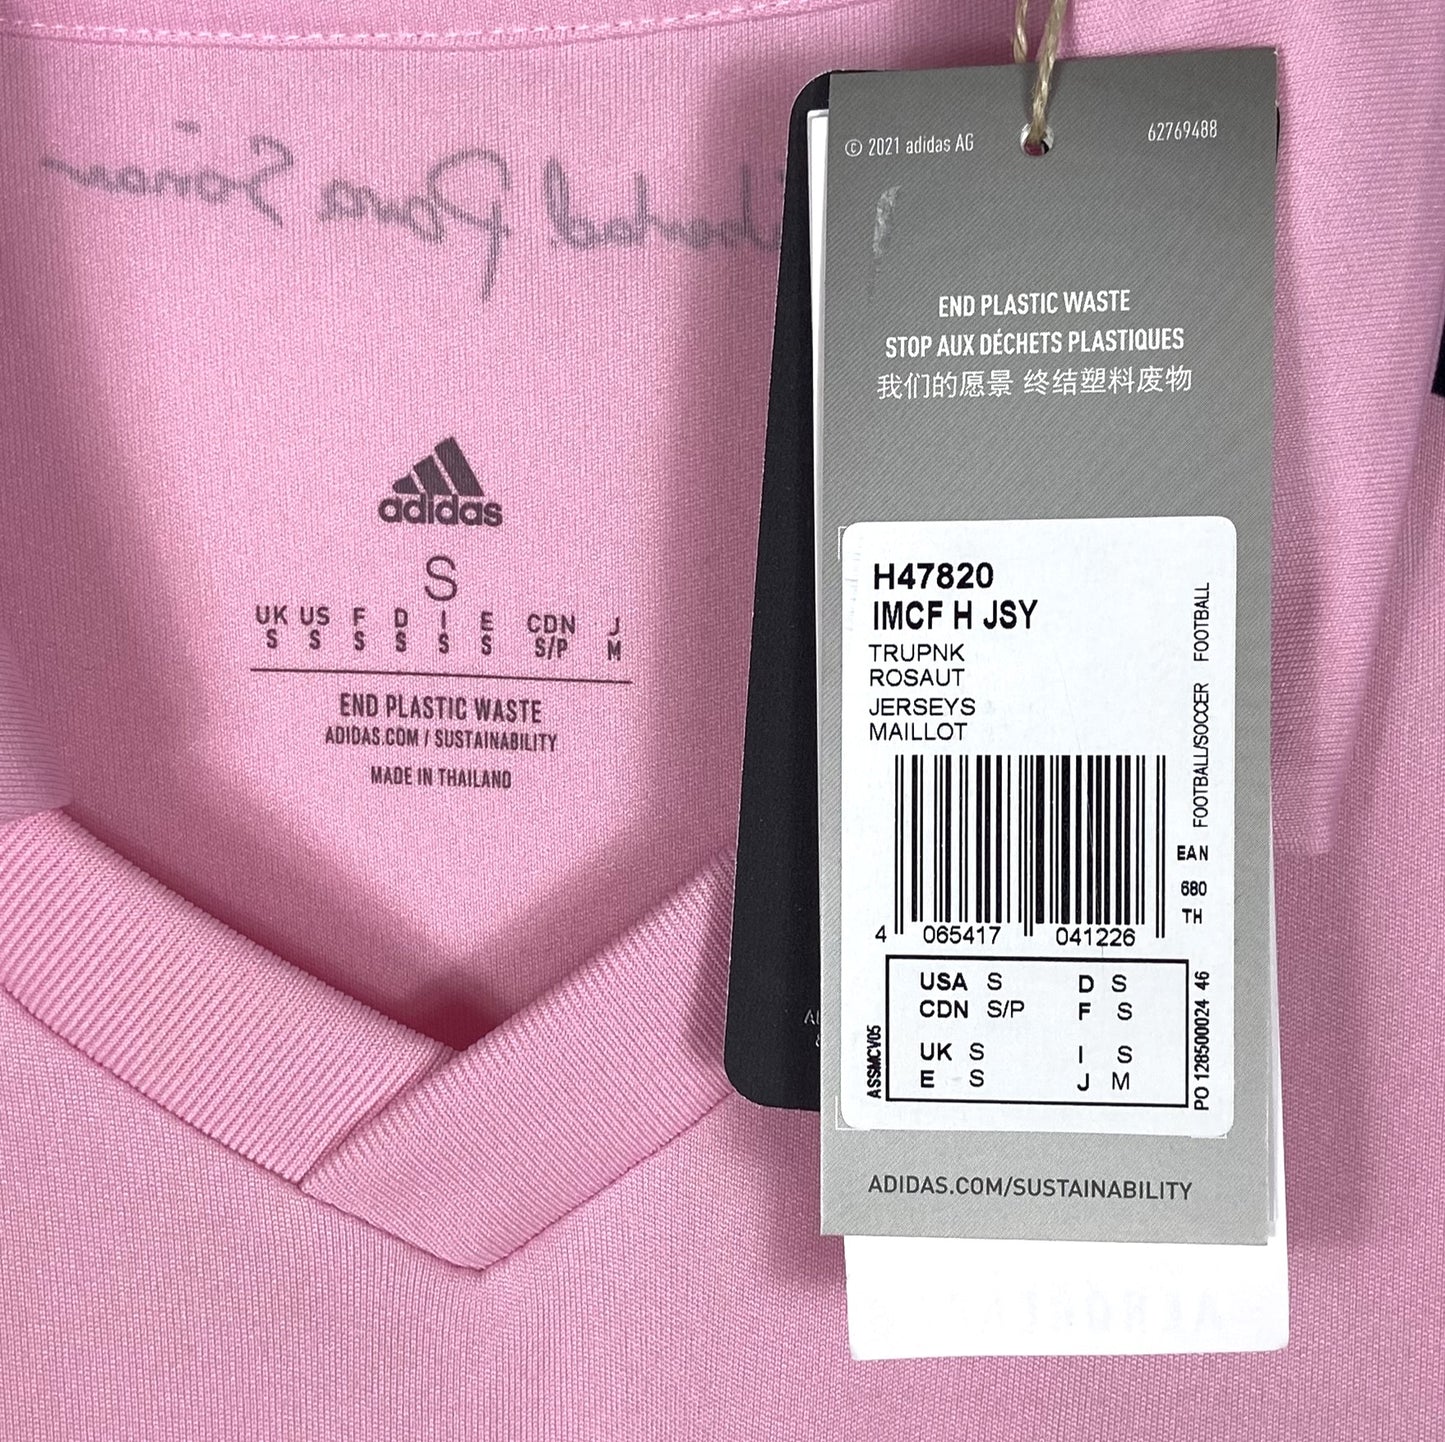 Libertad Para Soñar
adidas
S
UK US F D I E CDN J
S S S S S S S/P M
END PLASTIC WASTE
ADIDAS.COM / SUSTAINABILITY
MADE IN THAILAND
© 2021 adidas AG
62769488
END PLASTIC WASTE
STOP AUX DÉCHETS PLASTIQUES
我们的愿景 终结塑料废物
H47820
IMCF H JSY
TRUPNK
ROSAUT
JERSEYS
MAILLOT
FOOTBALL/SOCCER FOOTBALL
EAN
680
TH
4 065417 041226
USA S D S
CDN S/P F S
UK S I S
E S J M
ASSMCV05
PO 128500024 46
ADIDAS.COM/SUSTAINABILITY